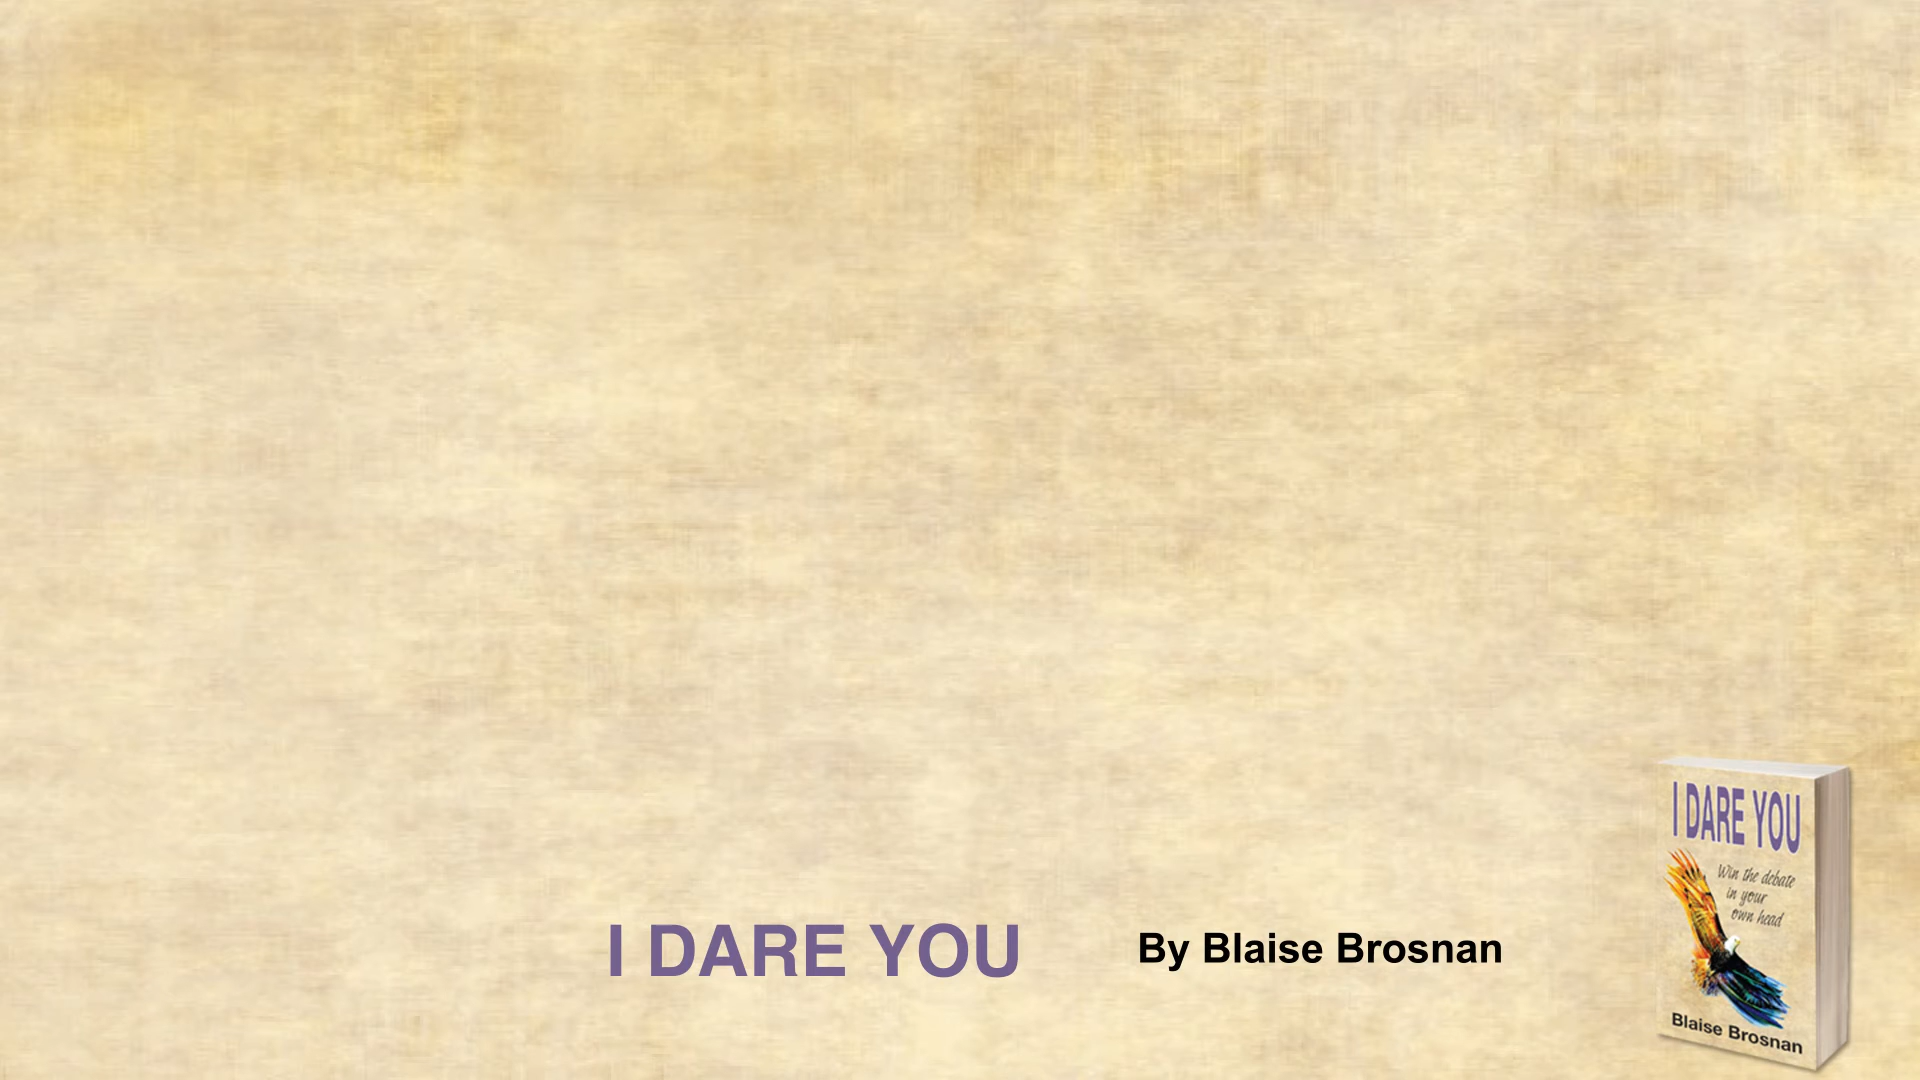 I DARE YOU
By Blaise Brosnan
I DARE YOU
Win the debate
in your
own head
Blaise Brosnan